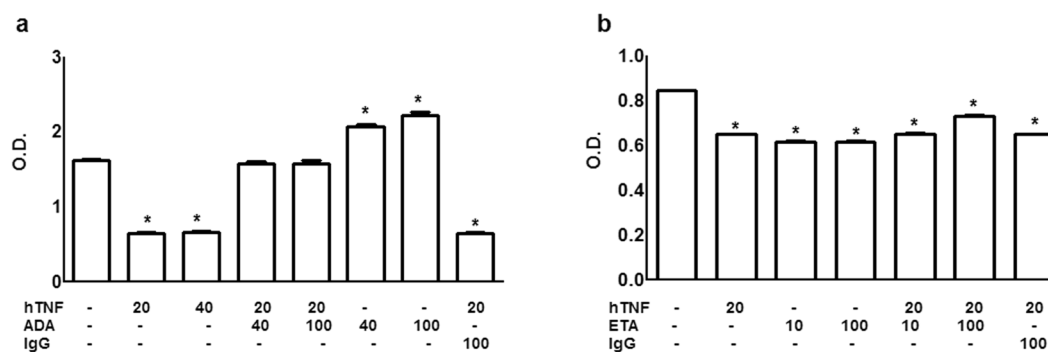 a
3
2
1
0
O.D.
* * * * *
hTNF - 20 40 20 20 - - 20
ADA - - - 40 100 40 100 -
IgG - - - - - - - 100
b
1.0
0.8
0.6
0.4
0.2
0.0
O.D.
* * * * * *
hTNF - 20 - - 20 20 20
ETA - - 10 100 10 100 -
IgG - - - - - - 100